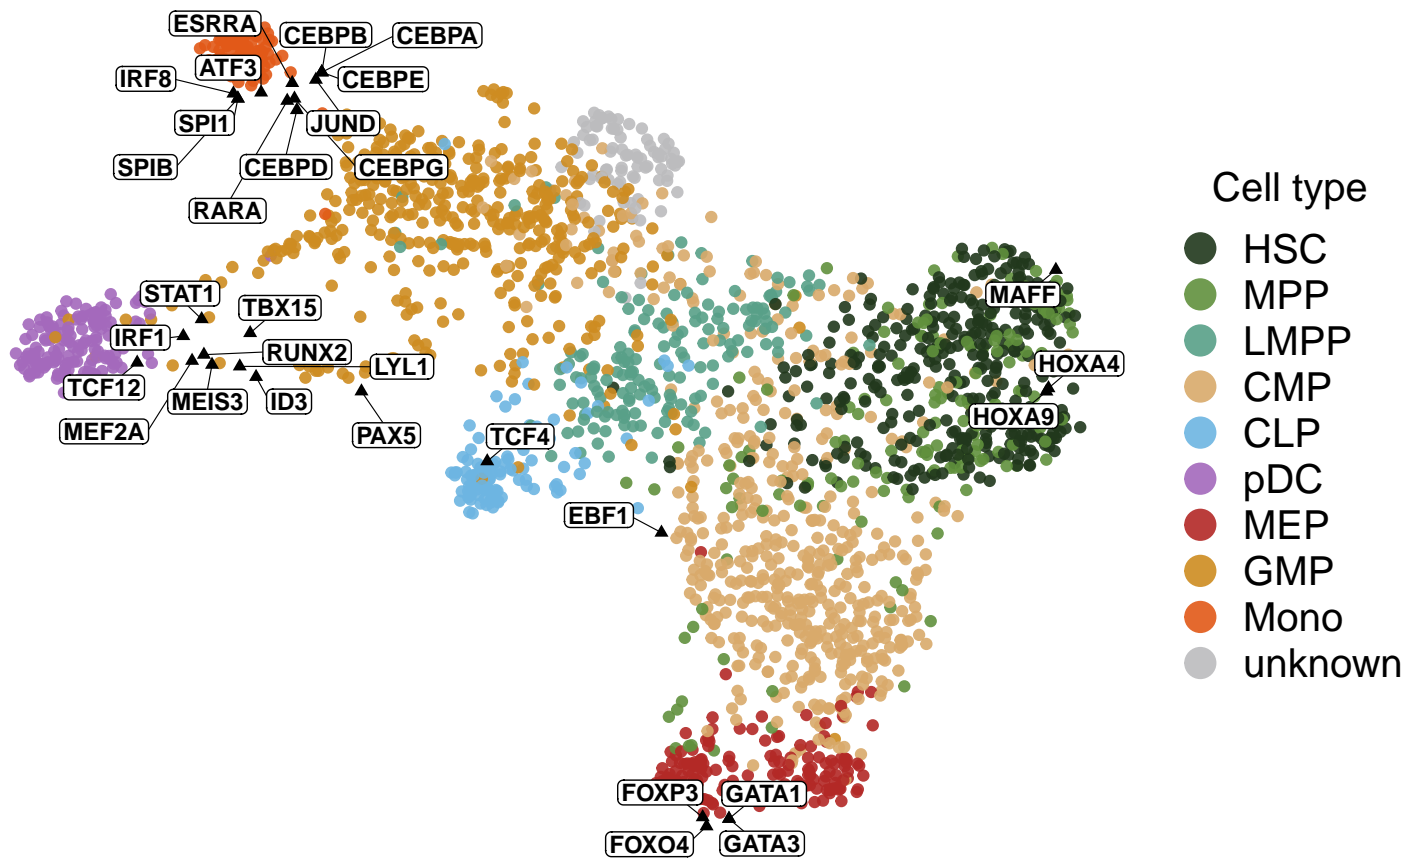 ESRRA
CEBPB
CEBPA
ATF3
CEBPE
IRF8
SPI1
JUND
SPIB
CEBPD
CEBPG
RARA
Cell type
HSC
MPP
LMPP
CMP
CLP
pDC
MEP
GMP
Mono
unknown
MAFF
STAT1
TBX15
IRF1
RUNX2
LYL1
HOXA4
TCF12
MEIS3
ID3
HOXA9
MEF2A
PAX5
TCF4
EBF1
FOXP3
GATA1
FOXO4
GATA3